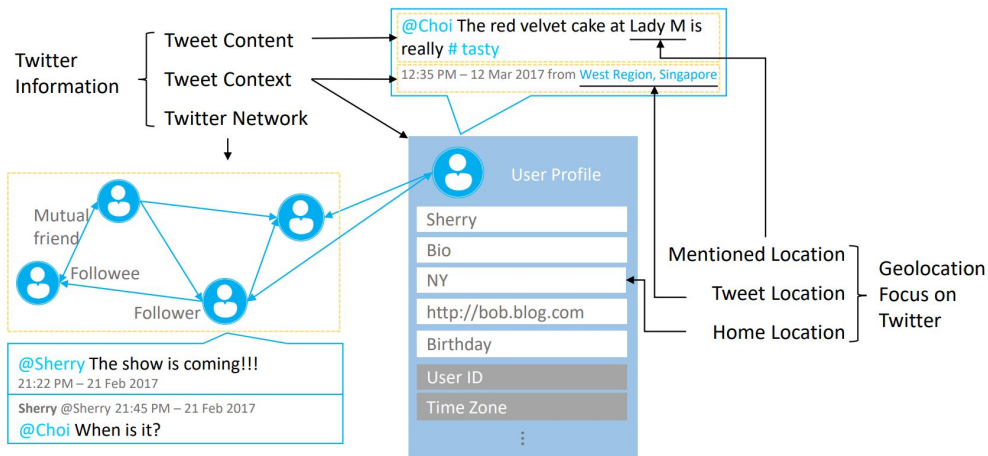 Twitter
Information
Tweet Content
Tweet Context
Twitter Network
@Choi The red velvet cake at Lady M is
really # tasty
12:35 PM – 12 Mar 2017 from West Region, Singapore
Mutual
friend
Followee
Follower
@Sherry The show is coming!!!
21:22 PM – 21 Feb 2017
Sherry @Sherry 21:45 PM – 21 Feb 2017
@Choi When is it?
User Profile
Sherry
Bio
NY
http://bob.blog.com
Birthday
User ID
Time Zone
⋮
Mentioned Location
Tweet Location
Home Location
Geolocation
Focus on
Twitter